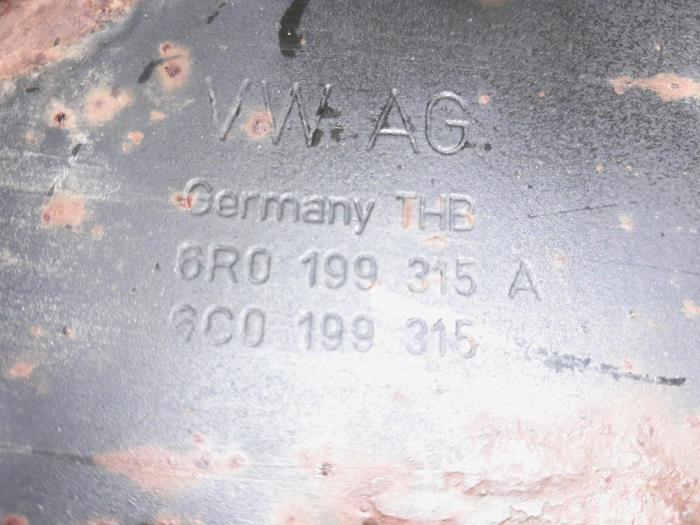 VW AG
Germany THB
6R0 199 315 A
6C0 199 315